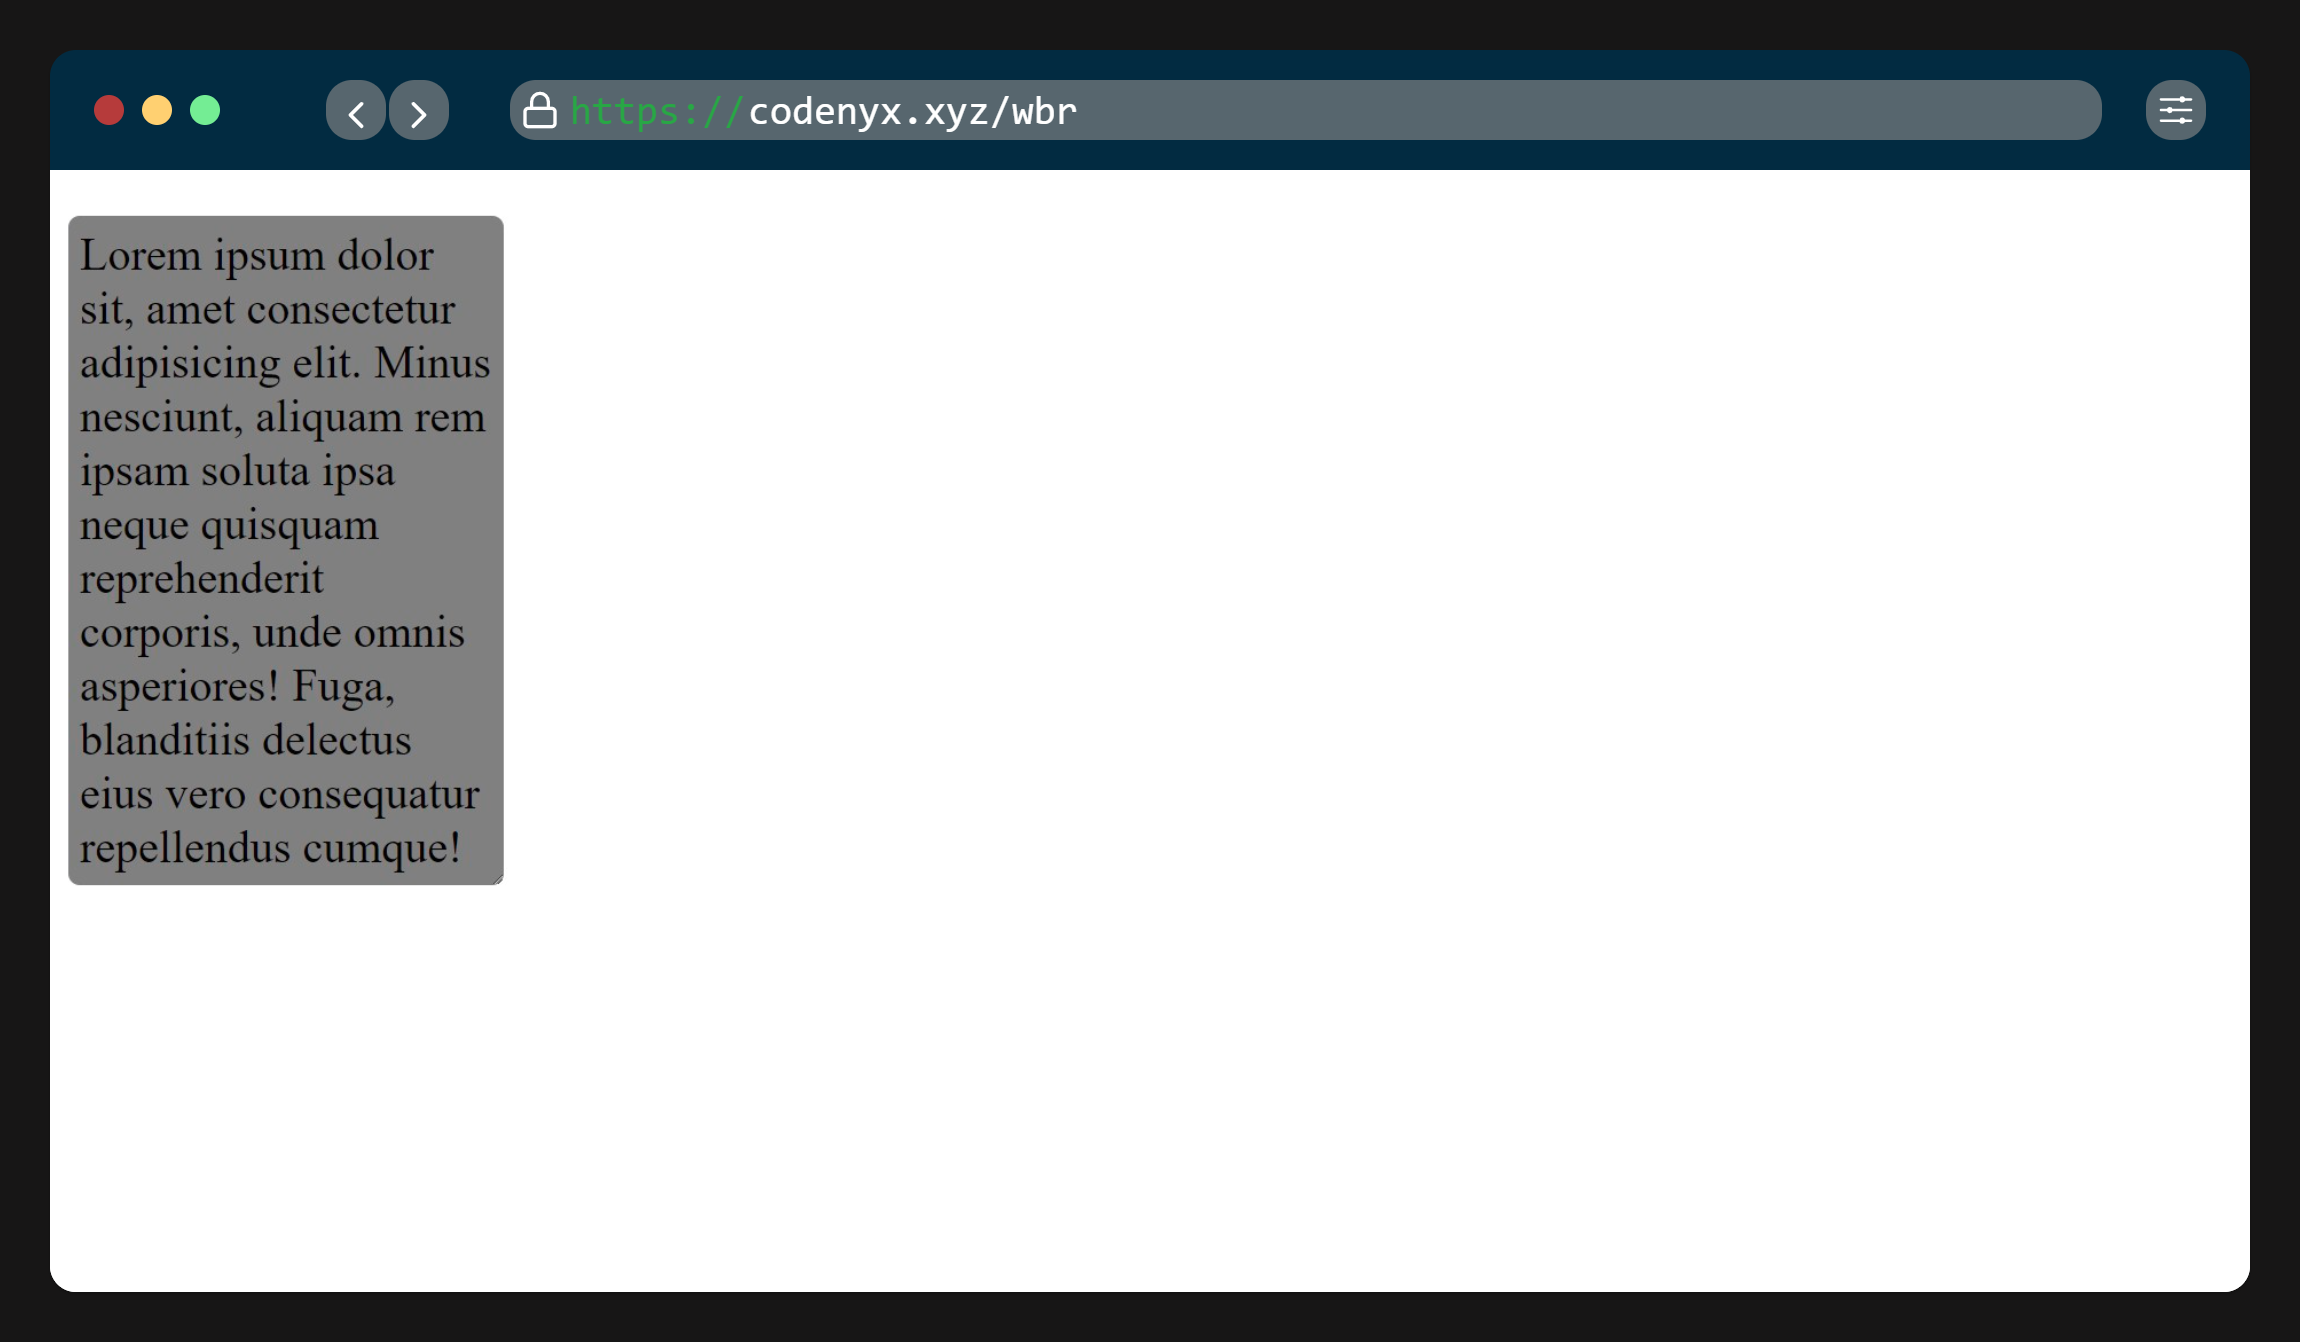 https://codenyx.xyz/wbr
Lorem ipsum dolor
sit, amet consectetur
adipisicing elit. Minus
nesciunt, aliquam rem
ipsam soluta ipsa
neque quisquam
reprehenderit
corporis, unde omnis
asperiores! Fuga,
blanditiis delectus
eius vero consequatur
repellendus cumque!